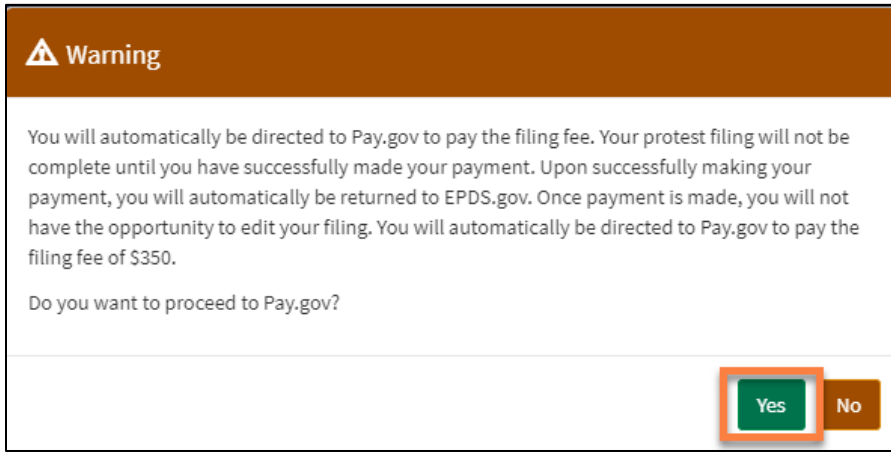 Warning
You will automatically be directed to Pay.gov to pay the filing fee. Your protest filing will not be
complete until you have successfully made your payment. Upon successfully making your
payment, you will automatically be returned to EPDS.gov. Once payment is made, you will not
have the opportunity to edit your filing. You will automatically be directed to Pay.gov to pay the
filing fee of $350.
Do you want to proceed to Pay.gov?
Yes No